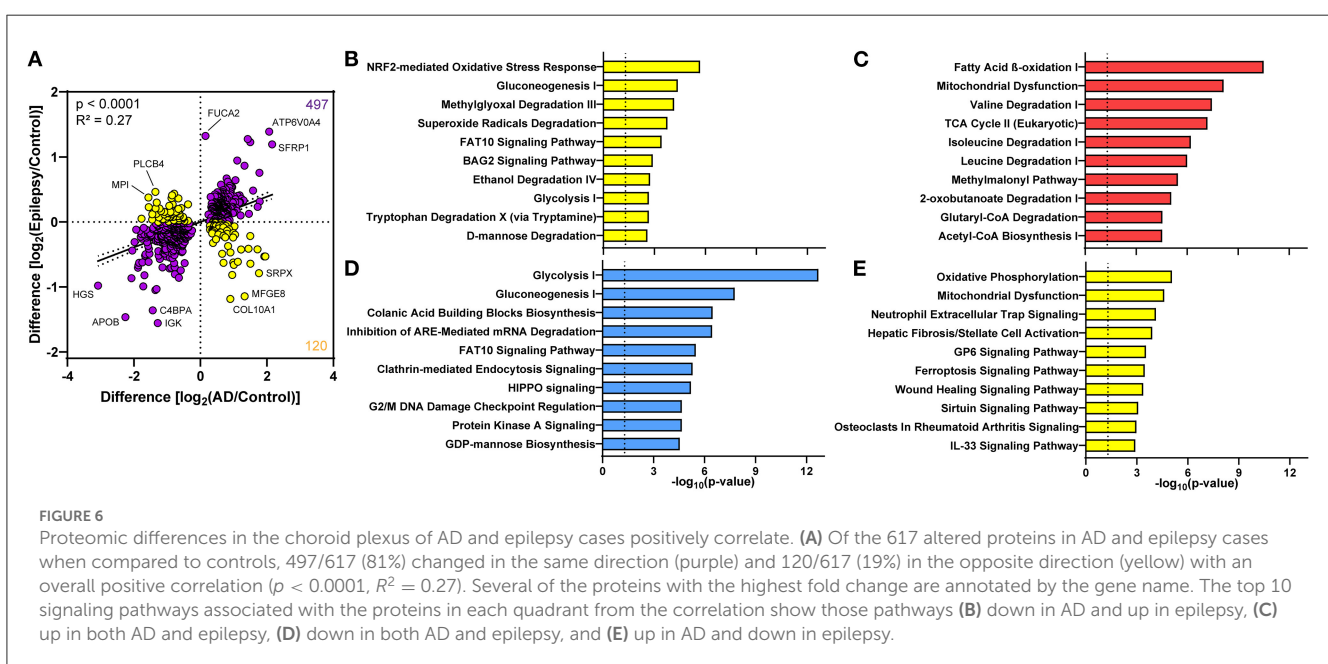 A
p < 0.0001
R² = 0.27
497
FUCA2
ATP6V0A4
SFRP1
PLCB4
MPI
HGS
APOB
C4BPA
IGK
SRPX
MFGE8
COL10A1
120
2
1
0
-1
-2
-4
-2
0
2
4
Difference [log2(Epilepsy/Control)]
Difference [log2(AD/Control)]
B
NRF2-mediated Oxidative Stress Response
Gluconeogenesis I
Methylglyoxal Degradation III
Superoxide Radicals Degradation
FAT10 Signaling Pathway
BAG2 Signaling Pathway
Ethanol Degradation IV
Glycolysis I
Tryptophan Degradation X (via Tryptamine)
D-mannose Degradation
C
Fatty Acid ß-oxidation I
Mitochondrial Dysfunction
Valine Degradation I
TCA Cycle II (Eukaryotic)
Isoleucine Degradation I
Leucine Degradation I
Methylmalonyl Pathway
2-oxobutanoate Degradation I
Glutaryl-CoA Degradation
Acetyl-CoA Biosynthesis I
D
Glycolysis I
Gluconeogenesis I
Colanic Acid Building Blocks Biosynthesis
Inhibition of ARE-Mediated mRNA Degradation
FAT10 Signaling Pathway
Clathrin-mediated Endocytosis Signaling
HIPPO signaling
G2/M DNA Damage Checkpoint Regulation
Protein Kinase A Signaling
GDP-mannose Biosynthesis
0 3 6 9 12
-log10(p-value)
E
Oxidative Phosphorylation
Mitochondrial Dysfunction
Neutrophil Extracellular Trap Signaling
Hepatic Fibrosis/Stellate Cell Activation
GP6 Signaling Pathway
Ferroptosis Signaling Pathway
Wound Healing Signaling Pathway
Sirtuin Signaling Pathway
Osteoclasts In Rheumatoid Arthritis Signaling
IL-33 Signaling Pathway
0 3 6 9 12
-log10(p-value)
FIGURE 6
Proteomic differences in the choroid plexus of AD and epilepsy cases positively correlate. (A) Of the 617 altered proteins in AD and epilepsy cases
when compared to controls, 497/617 (81%) changed in the same direction (purple) and 120/617 (19%) in the opposite direction (yellow) with an
overall positive correlation (p < 0.0001, R² = 0.27). Several of the proteins with the highest fold change are annotated by the gene name. The top 10
signaling pathways associated with the proteins in each quadrant from the correlation show those pathways (B) down in AD and up in epilepsy, (C)
up in both AD and epilepsy, (D) down in both AD and epilepsy, and (E) up in AD and down in epilepsy.